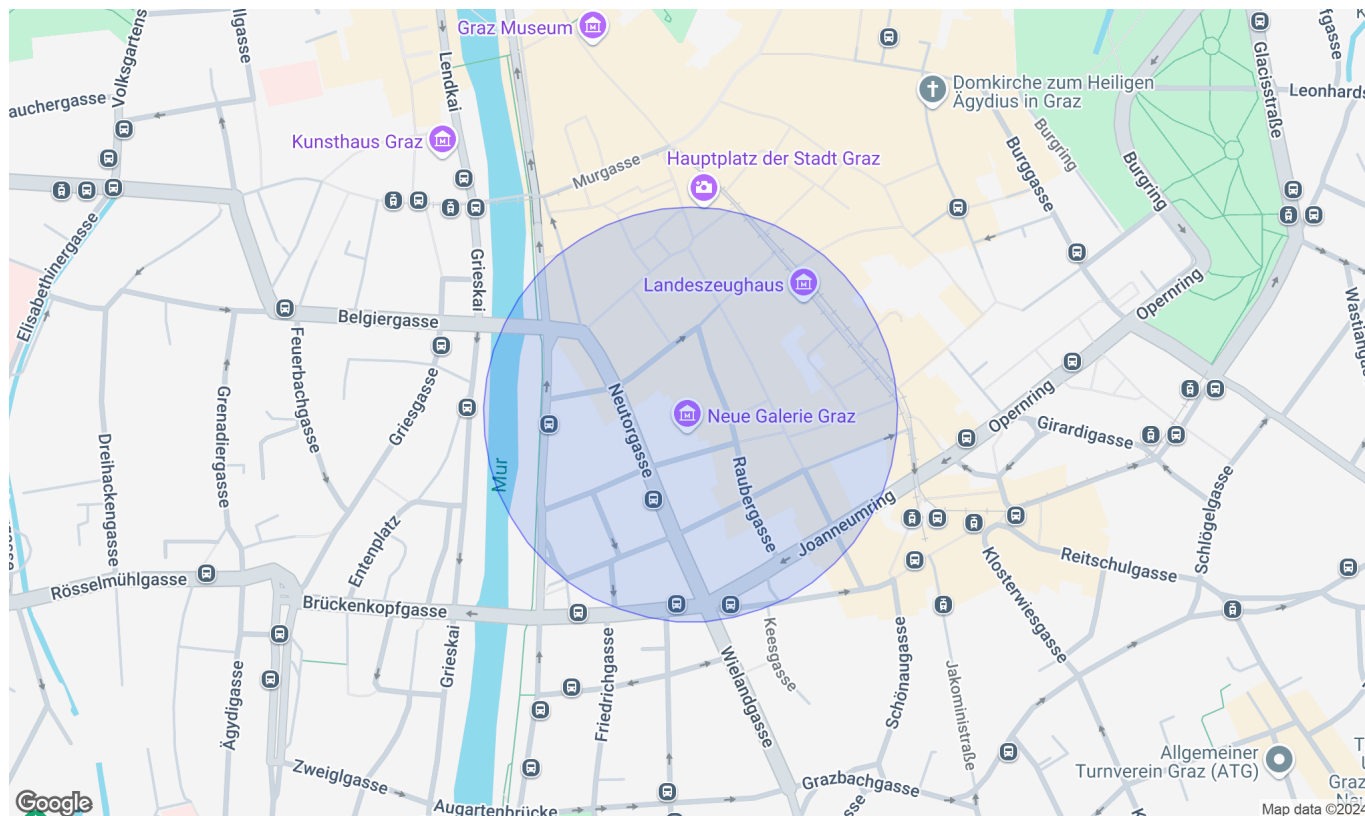 Graz Museum
Volksgartens
Lendkai
Glacisstraße
auchergasse
Domkirche zum Heiligen
Ägydius in Graz
Leonhards
Kunsthaus Graz
Murgasse
Hauptplatz der Stadt Graz
Burgring
Burggasse
Burgring
Elisabethinergasse
Grieskai
Landeszeughaus
Opernring
Belgiergasse
Feuerbachgasse
Griesgasse
Grenadiergasse
Neutorgasse
Neue Galerie Graz
Opernring
Girardigasse
Dreihackengasse
Mur
Raubergasse
Joanneumring
Schlögelgasse
Entenplatz
Reitschulgasse
Klosterwiesgasse
Rösselmühlgasse
Brückenkopfgasse
Grieskai
Keesgasse
Schönaugasse
Friedrichgasse
Ägydigasse
Wielandgasse
Jakoministraße
Allgemeiner
Turnverein Graz (ATG)
Zweiglgasse
Grazbachgasse
Augartenbrücke
Graz
Google
Map data ©2024